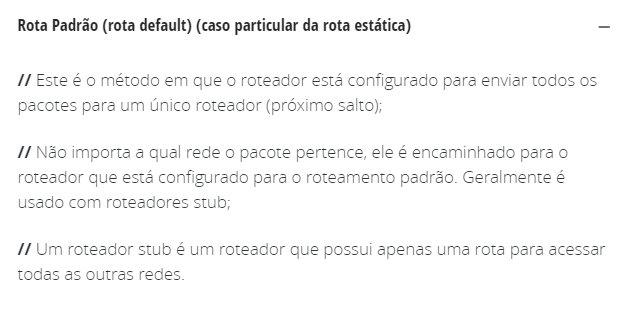 Rota Padrão (rota default) (caso particular da rota estática) —
// Este é o método em que o roteador está configurado para enviar todos os
pacotes para um único roteador (próximo salto);
// Não importa a qual rede o pacote pertence, ele é encaminhado para o
roteador que está configurado para o roteamento padrão. Geralmente é
usado com roteadores stub;
// Um roteador stub é um roteador que possui apenas uma rota para acessar
todas as outras redes.